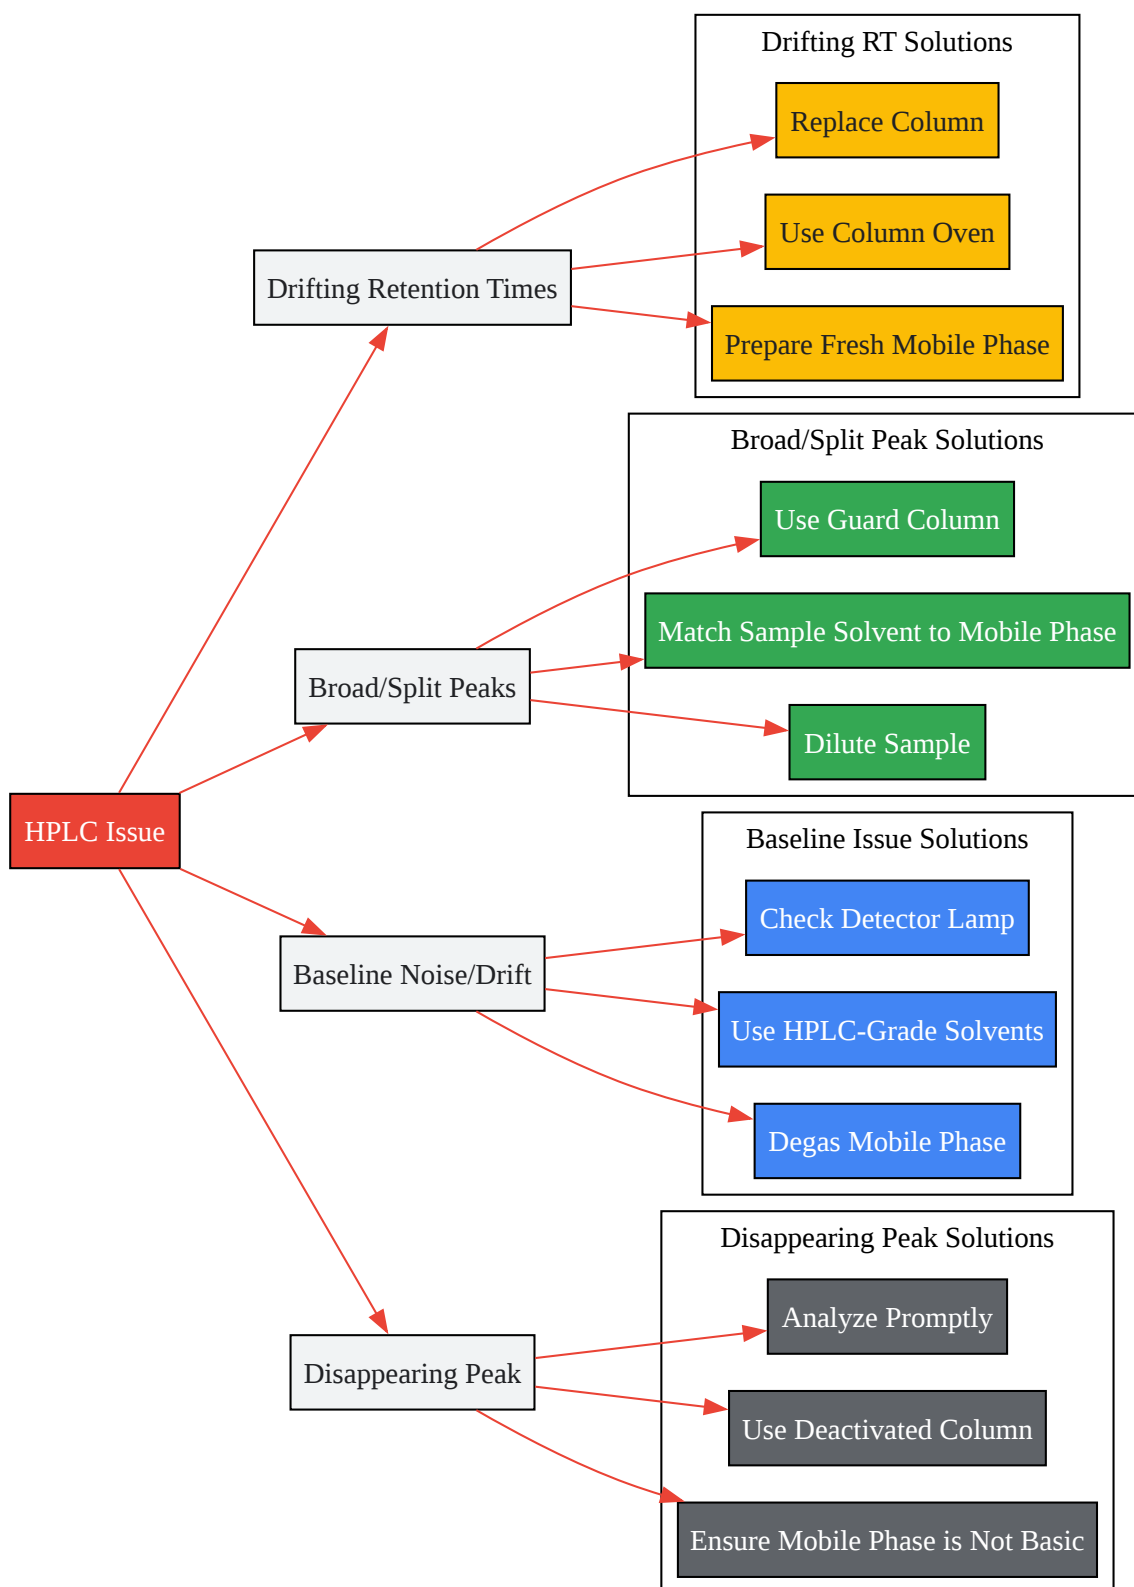 HPLC Issue
Drifting Retention Times
Broad/Split Peaks
Baseline Noise/Drift
Disappearing Peak
Drifting RT Solutions
Replace Column
Use Column Oven
Prepare Fresh Mobile Phase
Broad/Split Peak Solutions
Use Guard Column
Match Sample Solvent to Mobile Phase
Dilute Sample
Baseline Issue Solutions
Check Detector Lamp
Use HPLC-Grade Solvents
Degas Mobile Phase
Disappearing Peak Solutions
Analyze Promptly
Use Deactivated Column
Ensure Mobile Phase is Not Basic